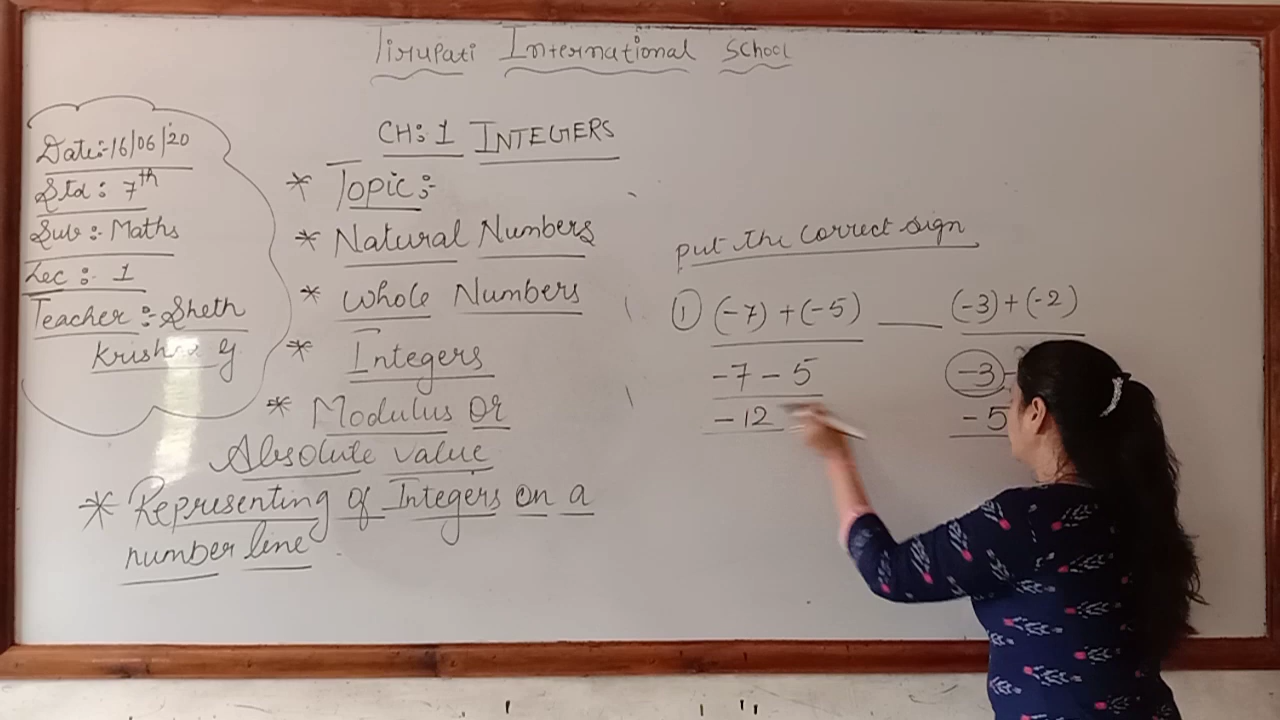 Tirupati International School
CH: 1 INTEGERS
Date:-16/06/20
Std : 7th
Sub :- Maths
Lec : 1
Teacher : Sheth
Krishna Y
* Topic :-
* Natural Numbers
* Whole Numbers
* Integers
* Modulus Or
Absolute value
* Representing of Integers on a
number line
put the correct sign
① (-7) + (-5) ____ (-3) + (-2)
-7 - 5 -3 -
-12 -5